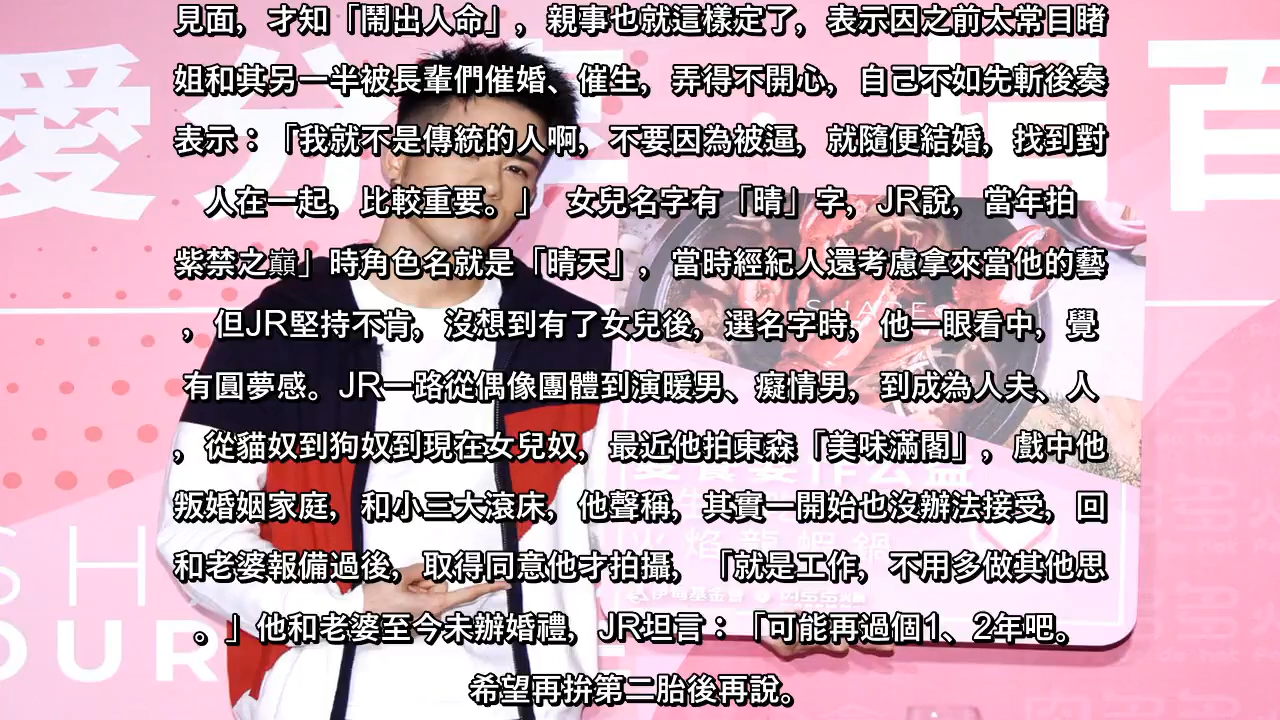 見面，才知「鬧出人命」，親事也就這樣定了，表示因之前太常目睹
姐和其另一半被長輩們催婚、催生，弄得不開心，自己不如先斬後奏
表示：「我就不是傳統的人啊，不要因為被逼，就隨便結婚，找到對
人在一起，比較重要。」 女兒名字有「晴」字，JR說，當年拍
紫禁之巔」時角色名就是「晴天」，當時經紀人還考慮拿來當他的藝
，但JR堅持不肯，沒想到有了女兒後，選名字時，他一眼看中，覺
有圓夢感。JR一路從偶像團體到演暖男、癡情男，到成為人夫、人
，從貓奴到狗奴到現在女兒奴，最近他拍東森「美味滿閣」，戲中他
叛婚姻家庭，和小三大滾床，他聲稱，其實一開始也沒辦法接受，回
和老婆報備過後，取得同意他才拍攝，「就是工作，不用多做其他思
。」他和老婆至今未辦婚禮，JR坦言：「可能再過個1、2年吧。
希望再拚第二胎後再說。